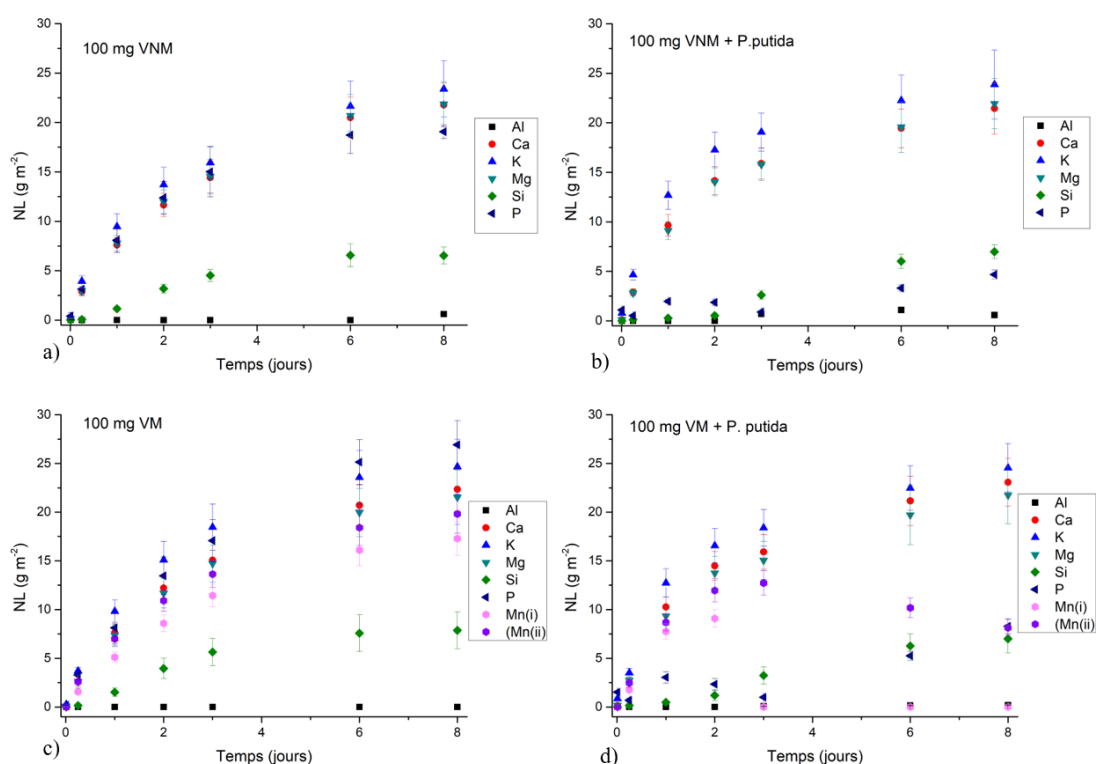 100 mg VNM
NL (g m⁻²)
30
25
20
15
10
5
0
0 2 4 6 8
Temps (jours)
Al
Ca
K
Mg
Si
P
a)
100 mg VNM + P.putida
NL (g m⁻²)
30
25
20
15
10
5
0
0 2 4 6 8
Temps (jours)
Al
Ca
K
Mg
Si
P
b)
100 mg VM
NL (g m⁻²)
30
25
20
15
10
5
0
0 2 4 6 8
Temps (jours)
Al
Ca
K
Mg
Si
P
Mn(i)
(Mn(ii)
c)
100 mg VM + P. putida
NL (g m⁻²)
30
25
20
15
10
5
0
0 2 4 6 8
Temps (jours)
Al
Ca
K
Mg
Si
P
Mn(i)
(Mn(ii)
d)